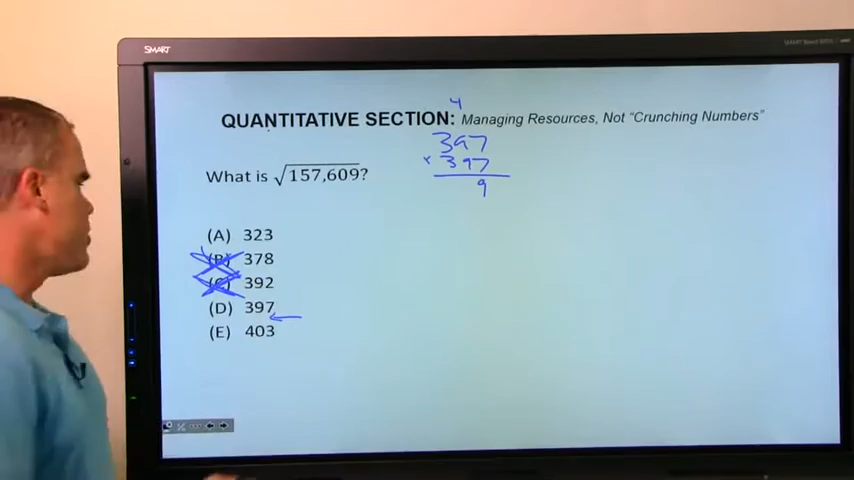 SMART
QUANTITATIVE SECTION: Managing Resources, Not "Crunching Numbers"
4
397
× 397
9
What is √157,609?
(A) 323
(B) 378
(C) 392
(D) 397
(E) 403